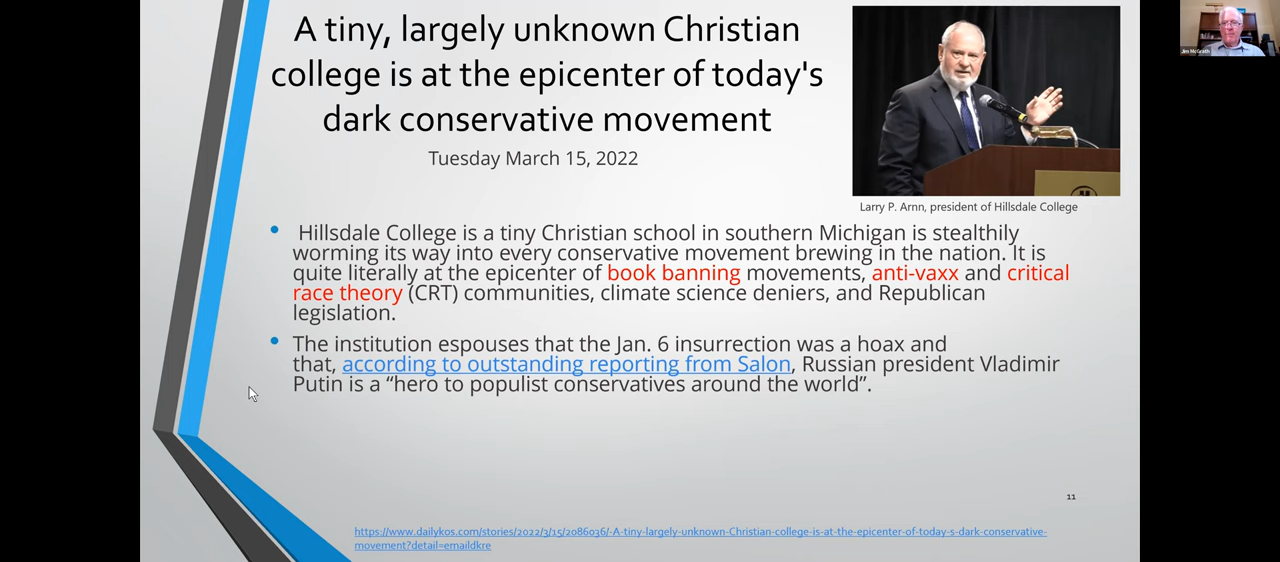 A tiny, largely unknown Christian
college is at the epicenter of today's
dark conservative movement
Tuesday March 15, 2022
Larry P. Arnn, president of Hillsdale College
Jim McGrath
• Hillsdale College is a tiny Christian school in southern Michigan is stealthily
worming its way into every conservative movement brewing in the nation. It is
quite literally at the epicenter of book banning movements, anti-vaxx and critical
race theory (CRT) communities, climate science deniers, and Republican
legislation.
• The institution espouses that the Jan. 6 insurrection was a hoax and
that, according to outstanding reporting from Salon, Russian president Vladimir
Putin is a “hero to populist conservatives around the world”.
11
https://www.dailykos.com/stories/2022/3/15/2086036/-A-tiny-largely-unknown-Christian-college-is-at-the-epicenter-of-today-s-dark-conservative-
movement?detail=emaildkre